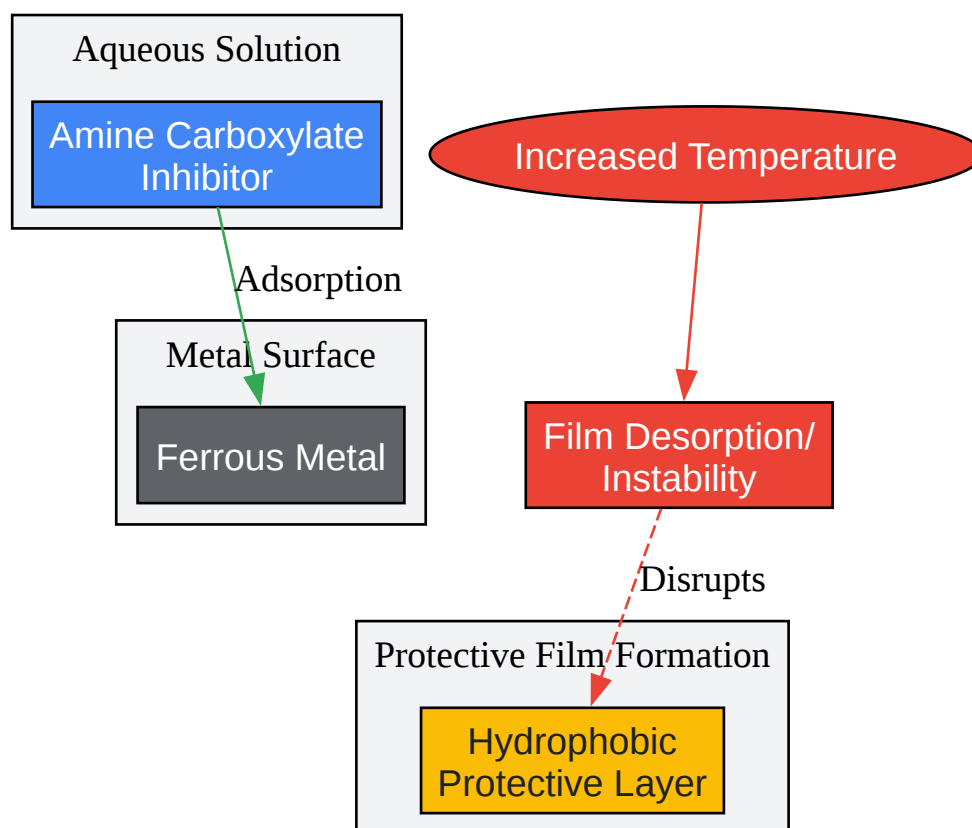 Aqueous Solution
Amine Carboxylate
Inhibitor
Increased Temperature
Adsorption
Metal Surface
Ferrous Metal
Film Desorption/
Instability
Disrupts
Protective Film Formation
Hydrophobic
Protective Layer